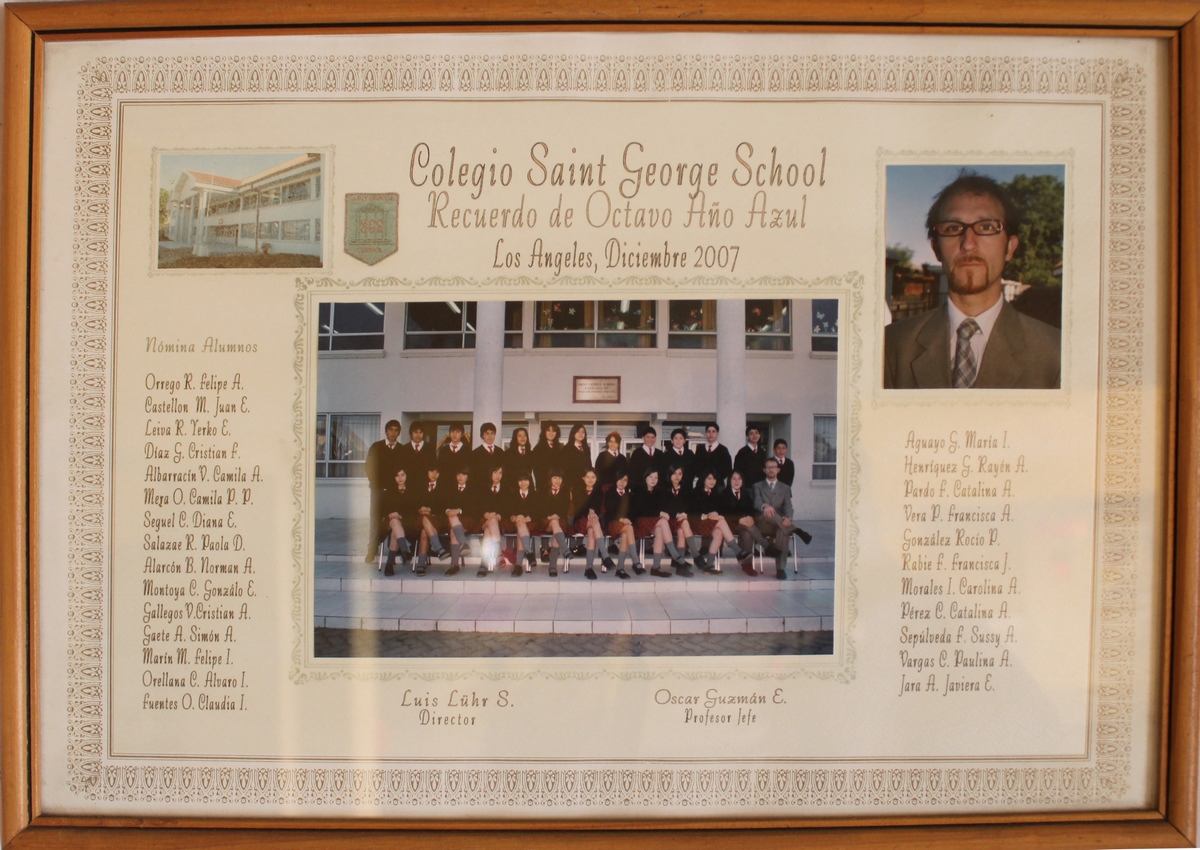 Colegio Saint George School
Recuerdo de Octavo Año Azul
Los Angeles, Diciembre 2007
Nómina Alumnos
Orrego R. Felipe A.
Castellon M. Juan E.
Leiva R. Yerko E.
Díaz G. Cristian F.
Albarracín V. Camila A.
Meza O. Camila P. P.
Seguel C. Diana E.
Salazae R. Paola D.
Alarcón B. Norman A.
Montoya C. Gonzálo E.
Gallegos V.Cristian A.
Gaete A. Simón A.
Marín M. Felipe I.
Orellana C. Alvaro I.
Fuentes O. Claudia I.
Aguayo G. María I.
Henríquez G. Rayén A.
Pardo F. Catalina A.
Vera P. Francisca A.
González Rocío P.
Rabie F. Francisca J.
Morales I. Carolina A.
Pérez C. Catalina A.
Sepúlveda F. Sussy A.
Vargas C. Paulina A.
Jara A. Javiera E.
Luis Lühr S.
Director
Oscar Guzmán E.
Profesor Jefe